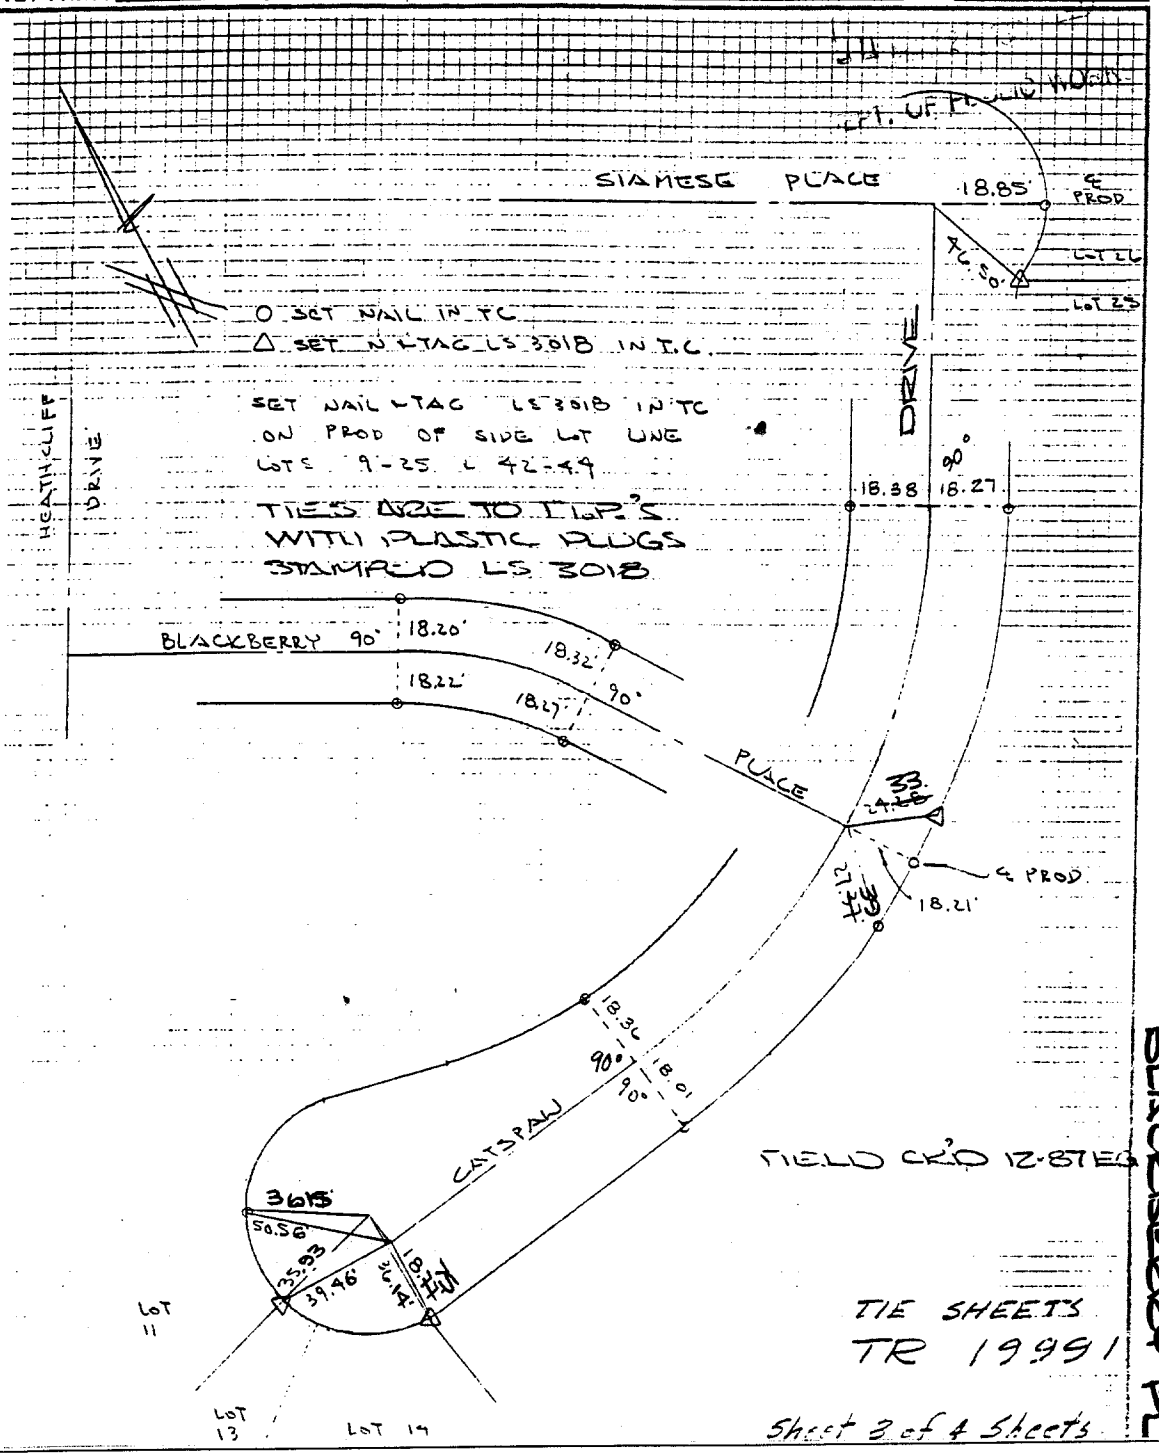 SIAMESE PLACE
18.85'
℄
PROD
46.50'
LOT 26
LOT 25
○ SET NAIL IN TC
△ SET N & TAG LS 3018 IN T.C.
SET NAIL & TAG LS 3018 IN TC
ON PROD OF SIDE LOT LINE
LOTS 9-25 & 42-44
TIES ARE TO I.P.'S
WITH PLASTIC PLUGS
STAMPED LS 3018
HEATHCLIFF
DRIVE
DRIVE
90°
18.38
18.27
BLACKBERRY
90°
18.20'
18.22'
18.32'
18.27'
90°
PLACE
33.
℄ PROD
18.21'
18.36
90°
90°
18.01
CATSPAW
FIELD CK'D 12-87 EG
3615'
50.56'
35.93
39.46'
36.14'
LOT
11
LOT
13
LOT 14
TIE SHEETS
TR 19991
Sheet 3 of 4 Sheets